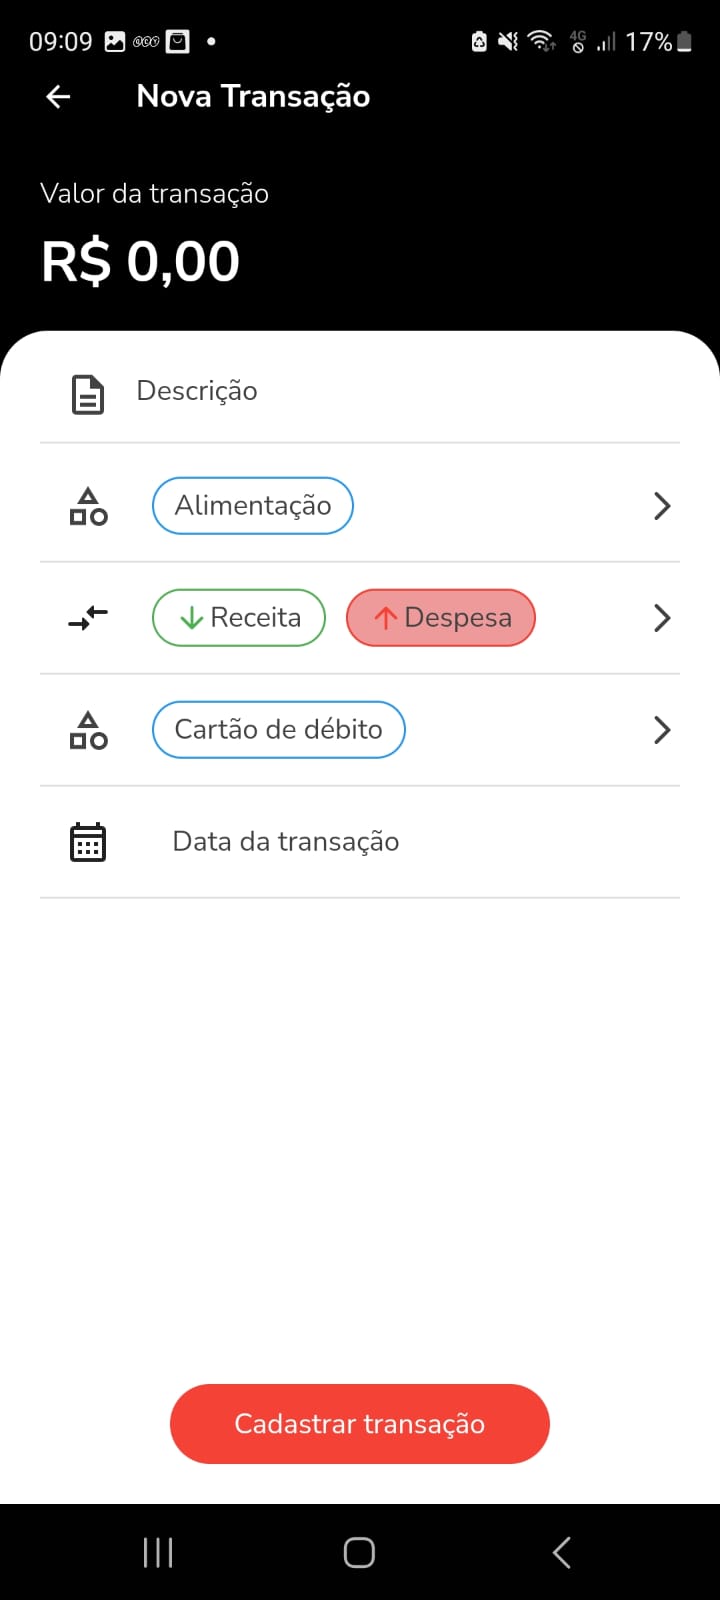 09:09 4G 17%
Nova Transação
Valor da transação
R$ 0,00
Descrição
Alimentação
Receita Despesa
Cartão de débito
Data da transação
Cadastrar transação